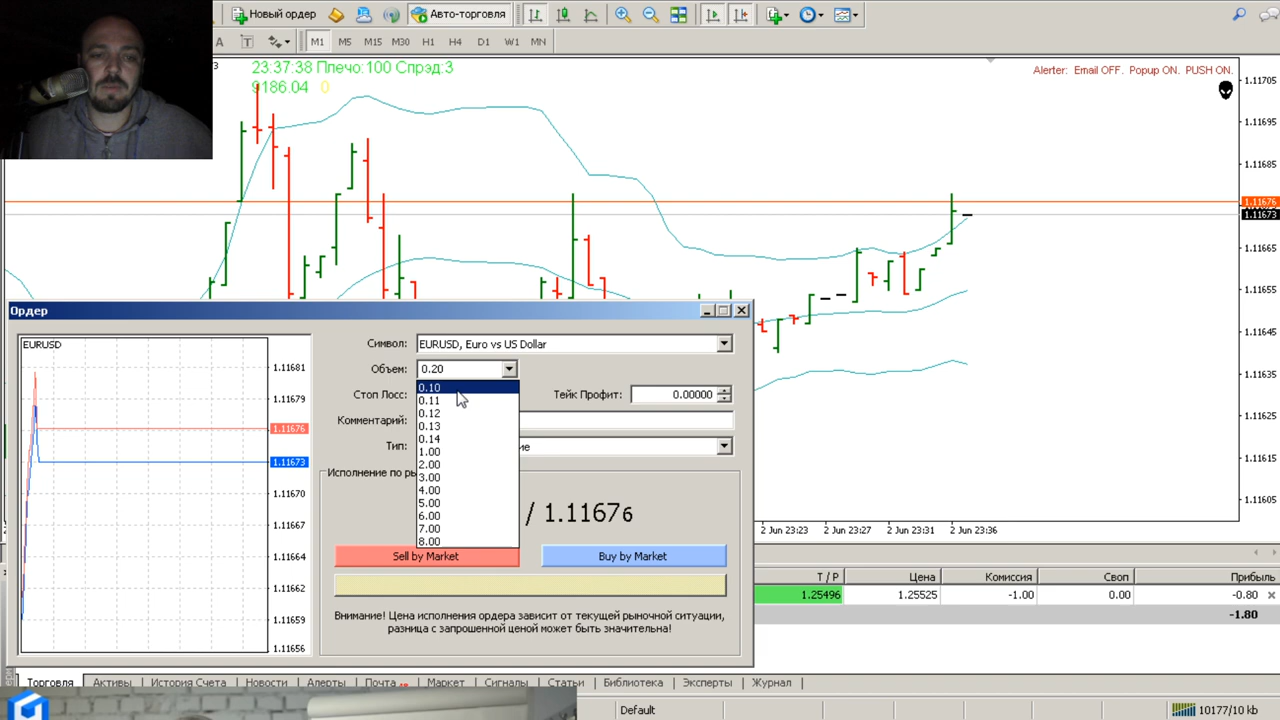 Новый ордер
Авто-торговля
A T M1 M5 M15 M30 H1 H4 D1 W1 MN
3
23:37:38 Плечо:100 Спрэд:3
9186.04 0
Alerter: Email OFF. Popup ON. PUSH ON.
1.11705
1.11695
1.11685
1.11676
1.11673
1.11665
1.11655
1.11645
1.11635
1.11625
1.11615
1.11605
2 Jun 23:23
2 Jun 23:27
2 Jun 23:31
2 Jun 23:36
Ордер
EURUSD
1.11681
1.11679
1.11676
1.11673
1.11670
1.11667
1.11664
1.11662
1.11659
1.11656
Символ: EURUSD, Euro vs US Dollar
Объем: 0.20
Стоп Лосс:
Тейк Профит: 0.00000
Комментарий:
Тип:
ие
0.10
0.11
0.12
0.13
0.14
1.00
2.00
3.00
4.00
5.00
6.00
7.00
8.00
Исполнение по ры
/ 1.11676
Sell by Market
Buy by Market
Внимание! Цена исполнения ордера зависит от текущей рыночной ситуации,
разница с запрошенной ценой может быть значительна!
T / P Цена Комиссия Своп Прибыль
1.25496 1.25525 -1.00 0.00 -0.80
-1.80
Торговля Активы История Счета Новости Алерты Почта Маркет Сигналы Статьи Библиотека Эксперты Журнал
Default
10177/10 kb